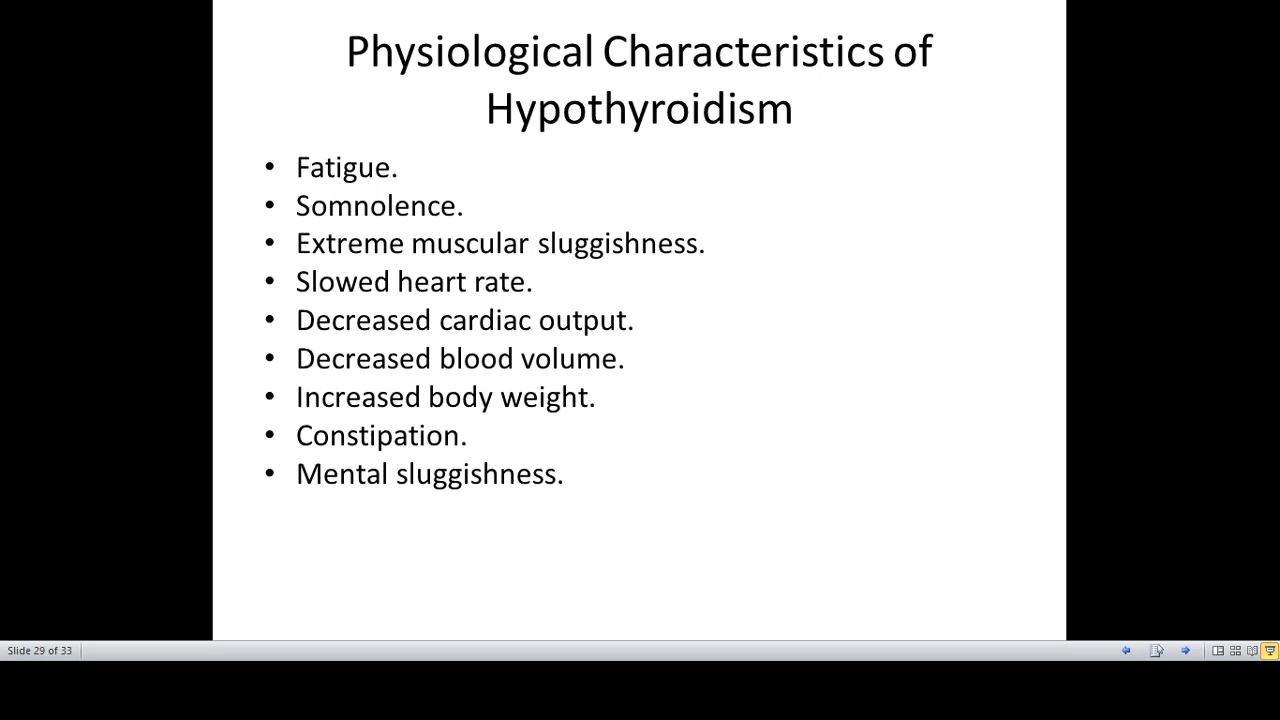 Physiological Characteristics of
Hypothyroidism
• Fatigue.
• Somnolence.
• Extreme muscular sluggishness.
• Slowed heart rate.
• Decreased cardiac output.
• Decreased blood volume.
• Increased body weight.
• Constipation.
• Mental sluggishness.
Slide 29 of 33